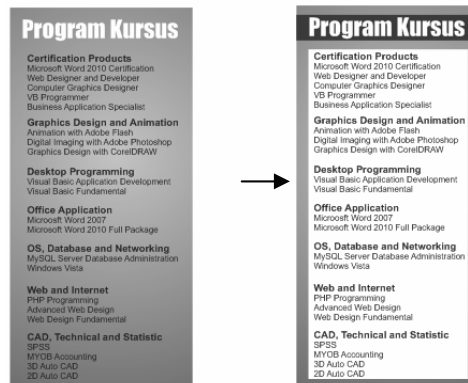 Program Kursus
Certification Products
Microsoft Word 2010 Certification
Web Designer and Developer
Computer Graphics Designer
VB Programmer
Business Application Specialist
Graphics Design and Animation
Animation with Adobe Flash
Digital Imaging with Adobe Photoshop
Graphics Design with CorelDRAW
Desktop Programming
Visual Basic Application Development
Visual Basic Fundamental
Office Application
Microosft Word 2007
Microsoft Word 2010 Full Package
OS, Database and Networking
MySQL Server Database Administration
Windows Vista
Web and Internet
PHP Programming
Advanced Web Design
Web Design Fundamental
CAD, Technical and Statistic
SPSS
MYOB Accounting
3D Auto CAD
2D Auto CAD
Program Kursus
Certification Products
Microsoft Word 2010 Certification
Web Designer and Developer
Computer Graphics Designer
VB Programmer
Business Application Specialist
Graphics Design and Animation
Animation with Adobe Flash
Digital Imaging with Adobe Photoshop
Graphics Design with CorelDRAW
Desktop Programming
Visual Basic Application Development
Visual Basic Fundamental
Office Application
Microosft Word 2007
Microsoft Word 2010 Full Package
OS, Database and Networking
MySQL Server Database Administration
Windows Vista
Web and Internet
PHP Programming
Advanced Web Design
Web Design Fundamental
CAD, Technical and Statistic
SPSS
MYOB Accounting
3D Auto CAD
2D Auto CAD